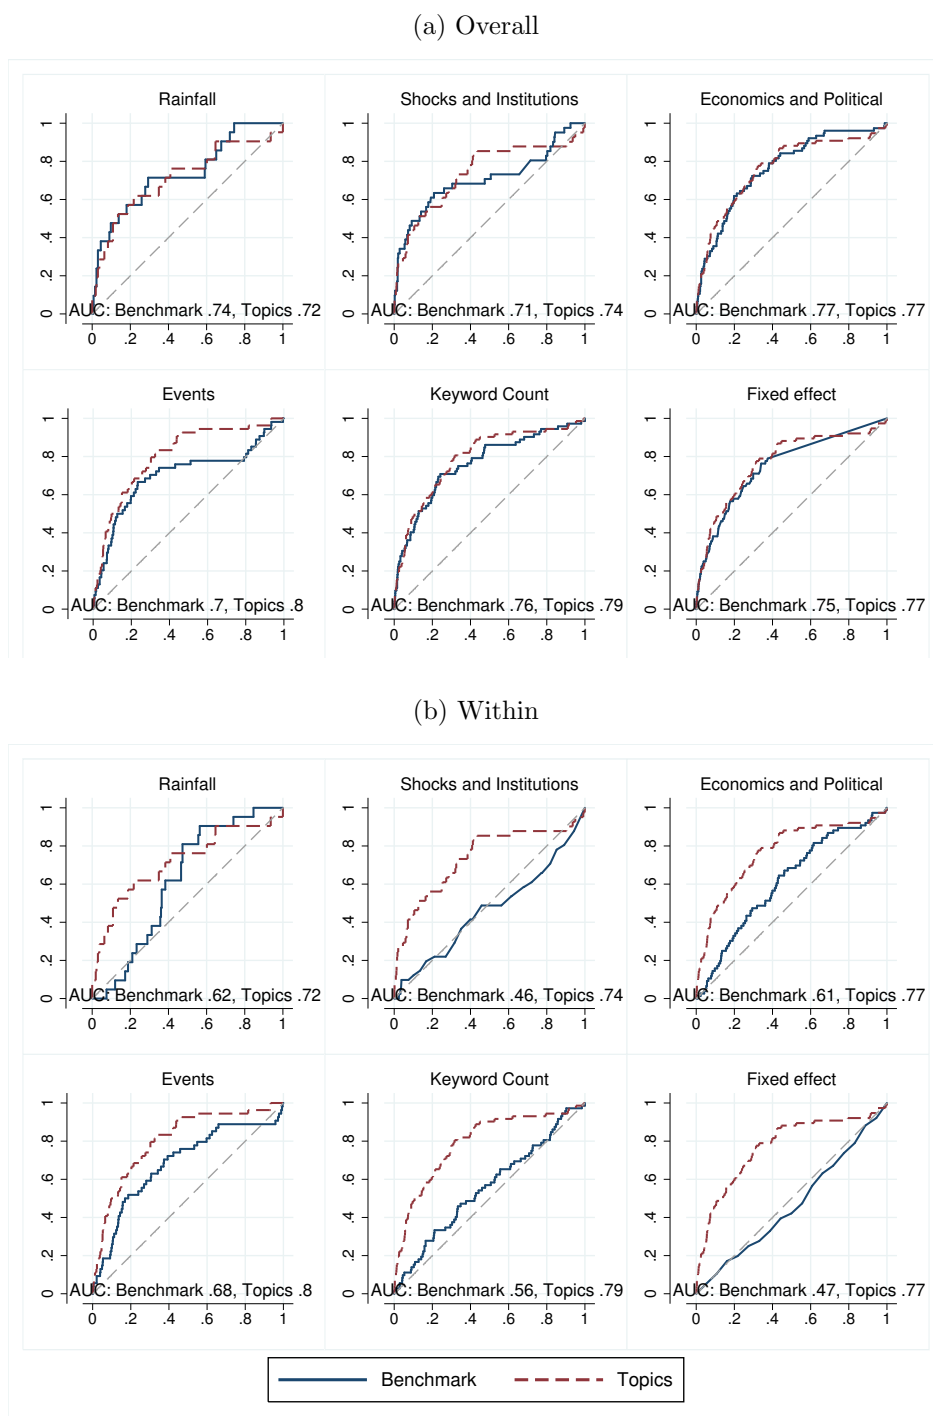 (a) Overall
Rainfall
Shocks and Institutions
Economics and Political
0 .2 .4 .6 .8 1
0 .2 .4 .6 .8 1
0 .2 .4 .6 .8 1
AUC: Benchmark .74, Topics .72
AUC: Benchmark .71, Topics .74
AUC: Benchmark .77, Topics .77
0 .2 .4 .6 .8 1
0 .2 .4 .6 .8 1
0 .2 .4 .6 .8 1
Events
Keyword Count
Fixed effect
0 .2 .4 .6 .8 1
0 .2 .4 .6 .8 1
0 .2 .4 .6 .8 1
AUC: Benchmark .7, Topics .8
AUC: Benchmark .76, Topics .79
AUC: Benchmark .75, Topics .77
0 .2 .4 .6 .8 1
0 .2 .4 .6 .8 1
0 .2 .4 .6 .8 1
(b) Within
Rainfall
Shocks and Institutions
Economics and Political
0 .2 .4 .6 .8 1
0 .2 .4 .6 .8 1
0 .2 .4 .6 .8 1
AUC: Benchmark .62, Topics .72
AUC: Benchmark .46, Topics .74
AUC: Benchmark .61, Topics .77
0 .2 .4 .6 .8 1
0 .2 .4 .6 .8 1
0 .2 .4 .6 .8 1
Events
Keyword Count
Fixed effect
0 .2 .4 .6 .8 1
0 .2 .4 .6 .8 1
0 .2 .4 .6 .8 1
AUC: Benchmark .68, Topics .8
AUC: Benchmark .56, Topics .79
AUC: Benchmark .47, Topics .77
0 .2 .4 .6 .8 1
0 .2 .4 .6 .8 1
0 .2 .4 .6 .8 1
Benchmark
Topics